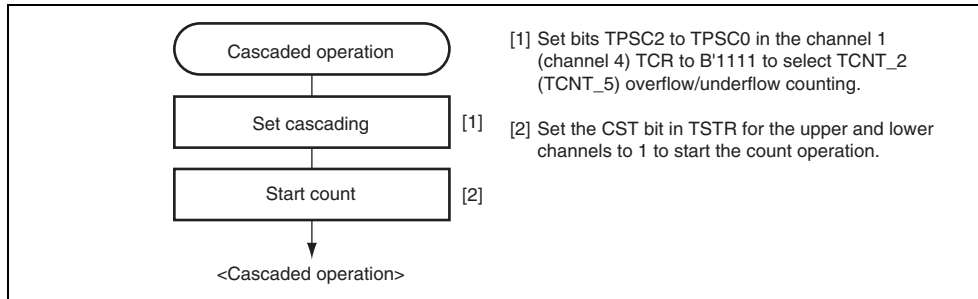 Cascaded operation
Set cascading
[1]
Start count
[2]
<Cascaded operation>
[1] Set bits TPSC2 to TPSC0 in the channel 1
(channel 4) TCR to B'1111 to select TCNT_2
(TCNT_5) overflow/underflow counting.
[2] Set the CST bit in TSTR for the upper and lower
channels to 1 to start the count operation.